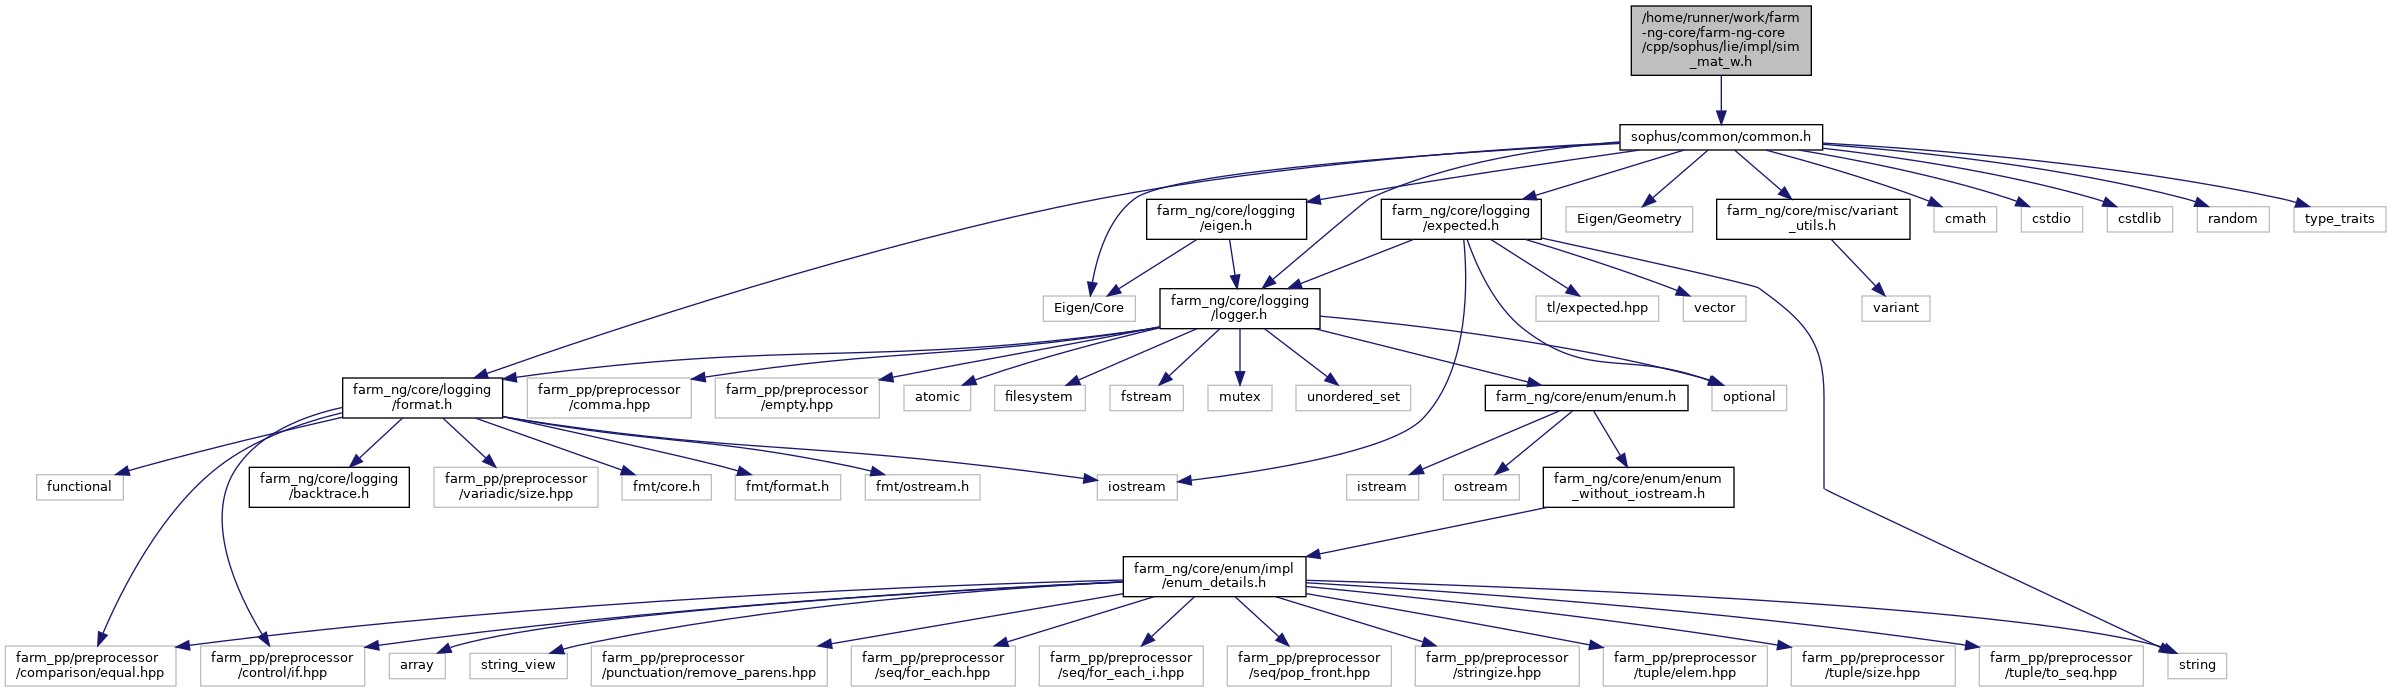 /home/runner/work/farm
-ng-core/farm-ng-core
/cpp/sophus/lie/impl/sim
_mat_w.h
sophus/common/common.h
farm_ng/core/logging
/eigen.h
farm_ng/core/logging
/expected.h
Eigen/Geometry
farm_ng/core/misc/variant
_utils.h
cmath
cstdio
cstdlib
random
type_traits
Eigen/Core
farm_ng/core/logging
/logger.h
tl/expected.hpp
vector
variant
farm_ng/core/logging
/format.h
farm_pp/preprocessor
/comma.hpp
farm_pp/preprocessor
/empty.hpp
atomic
filesystem
fstream
mutex
unordered_set
farm_ng/core/enum/enum.h
optional
functional
farm_ng/core/logging
/backtrace.h
farm_pp/preprocessor
/variadic/size.hpp
fmt/core.h
fmt/format.h
fmt/ostream.h
iostream
istream
ostream
farm_ng/core/enum/enum
_without_iostream.h
farm_ng/core/enum/impl
/enum_details.h
farm_pp/preprocessor
/comparison/equal.hpp
farm_pp/preprocessor
/control/if.hpp
array
string_view
farm_pp/preprocessor
/punctuation/remove_parens.hpp
farm_pp/preprocessor
/seq/for_each.hpp
farm_pp/preprocessor
/seq/for_each_i.hpp
farm_pp/preprocessor
/seq/pop_front.hpp
farm_pp/preprocessor
/stringize.hpp
farm_pp/preprocessor
/tuple/elem.hpp
farm_pp/preprocessor
/tuple/size.hpp
farm_pp/preprocessor
/tuple/to_seq.hpp
string